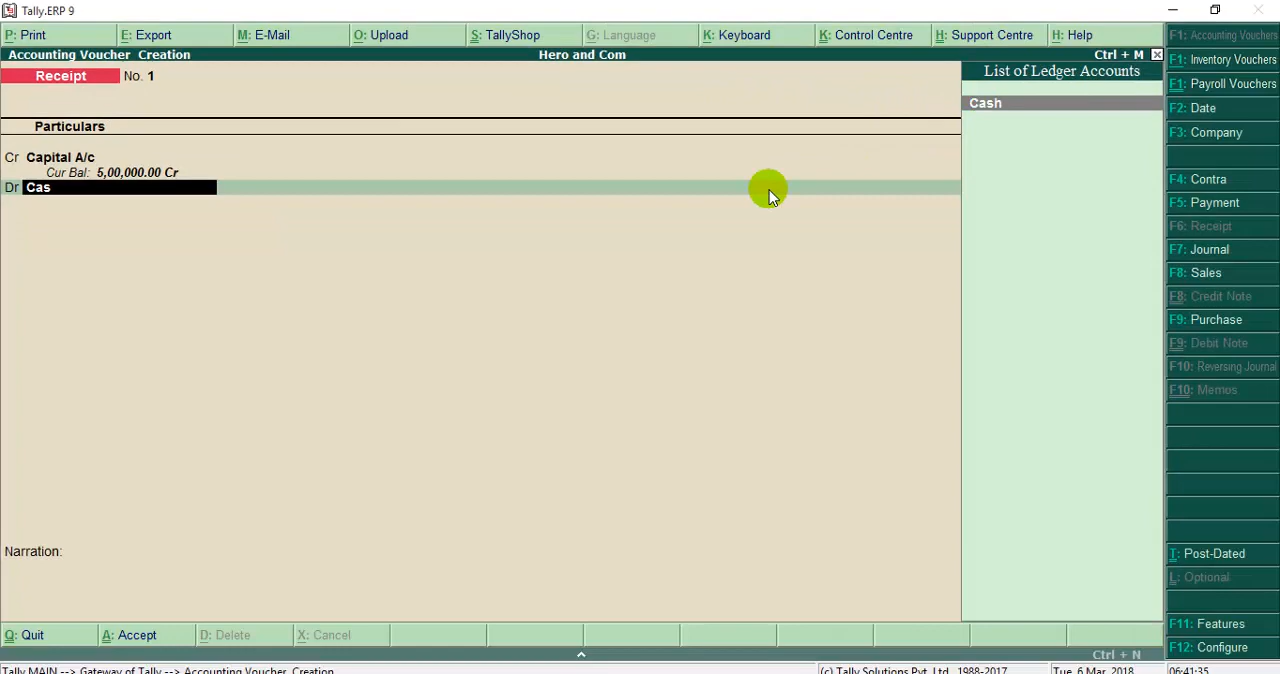 Tally.ERP 9
P: Print E: Export M: E-Mail O: Upload S: TallyShop G: Language K: Keyboard K: Control Centre H: Support Centre H: Help
Accounting Voucher Creation Hero and Com Ctrl + M
Receipt No. 1
Particulars
Cr Capital A/c
Cur Bal: 5,00,000.00 Cr
Dr Cas
Narration:
List of Ledger Accounts
Cash
F1: Accounting Vouchers
F1: Inventory Vouchers
F1: Payroll Vouchers
F2: Date
F3: Company
F4: Contra
F5: Payment
F6: Receipt
F7: Journal
F8: Sales
F8: Credit Note
F9: Purchase
F9: Debit Note
F10: Reversing Journal
F10: Memos
T: Post-Dated
L: Optional
F11: Features
F12: Configure
Q: Quit A: Accept D: Delete X: Cancel
Ctrl + N
Tally MAIN --> Gateway of Tally --> Accounting Voucher Creation (c) Tally Solutions Pvt. Ltd., 1988-2017 Tue, 6 Mar, 2018 06:41:35